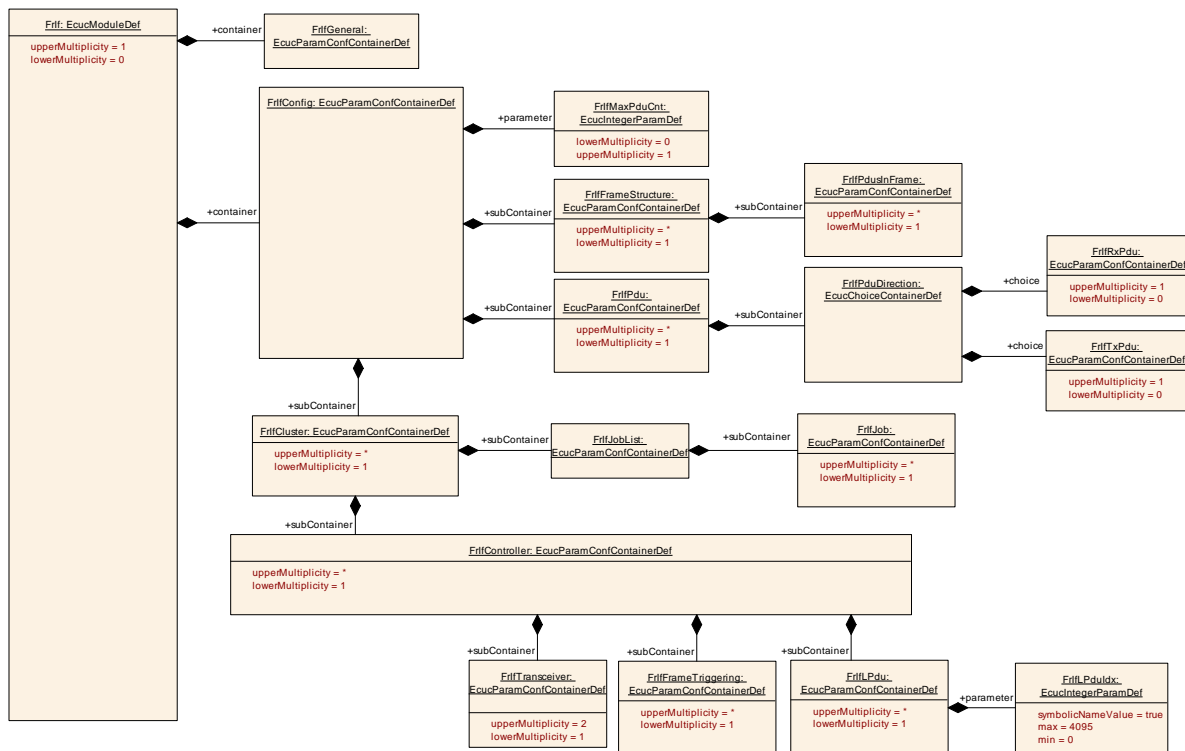 FrIf: EcucModuleDef
upperMultiplicity = 1
lowerMultiplicity = 0
+container
FrIfGeneral:
EcucParamConfContainerDef
+container
FrIfConfig: EcucParamConfContainerDef
+parameter
FrIfMaxPduCnt:
EcucIntegerParamDef
lowerMultiplicity = 0
upperMultiplicity = 1
+subContainer
FrIfFrameStructure:
EcucParamConfContainerDef
upperMultiplicity = *
lowerMultiplicity = 1
+subContainer
FrIfPdusInFrame:
EcucParamConfContainerDef
upperMultiplicity = *
lowerMultiplicity = 1
+subContainer
FrIfPdu:
EcucParamConfContainerDef
upperMultiplicity = *
lowerMultiplicity = 1
+subContainer
FrIfPduDirection:
EcucChoiceContainerDef
+choice
FrIfRxPdu:
EcucParamConfContainerDef
upperMultiplicity = 1
lowerMultiplicity = 0
+choice
FrIfTxPdu:
EcucParamConfContainerDef
upperMultiplicity = 1
lowerMultiplicity = 0
+subContainer
FrIfCluster: EcucParamConfContainerDef
upperMultiplicity = *
lowerMultiplicity = 1
+subContainer
FrIfJobList:
EcucParamConfContainerDef
+subContainer
FrIfJob:
EcucParamConfContainerDef
upperMultiplicity = *
lowerMultiplicity = 1
+subContainer
FrIfController: EcucParamConfContainerDef
upperMultiplicity = *
lowerMultiplicity = 1
+subContainer
FrIfTransceiver:
EcucParamConfContainerDef
upperMultiplicity = 2
lowerMultiplicity = 1
+subContainer
FrIfFrameTriggering:
EcucParamConfContainerDef
upperMultiplicity = *
lowerMultiplicity = 1
+subContainer
FrIfLPdu:
EcucParamConfContainerDef
upperMultiplicity = *
lowerMultiplicity = 1
+parameter
FrIfLPduIdx:
EcucIntegerParamDef
symbolicNameValue = true
max = 4095
min = 0